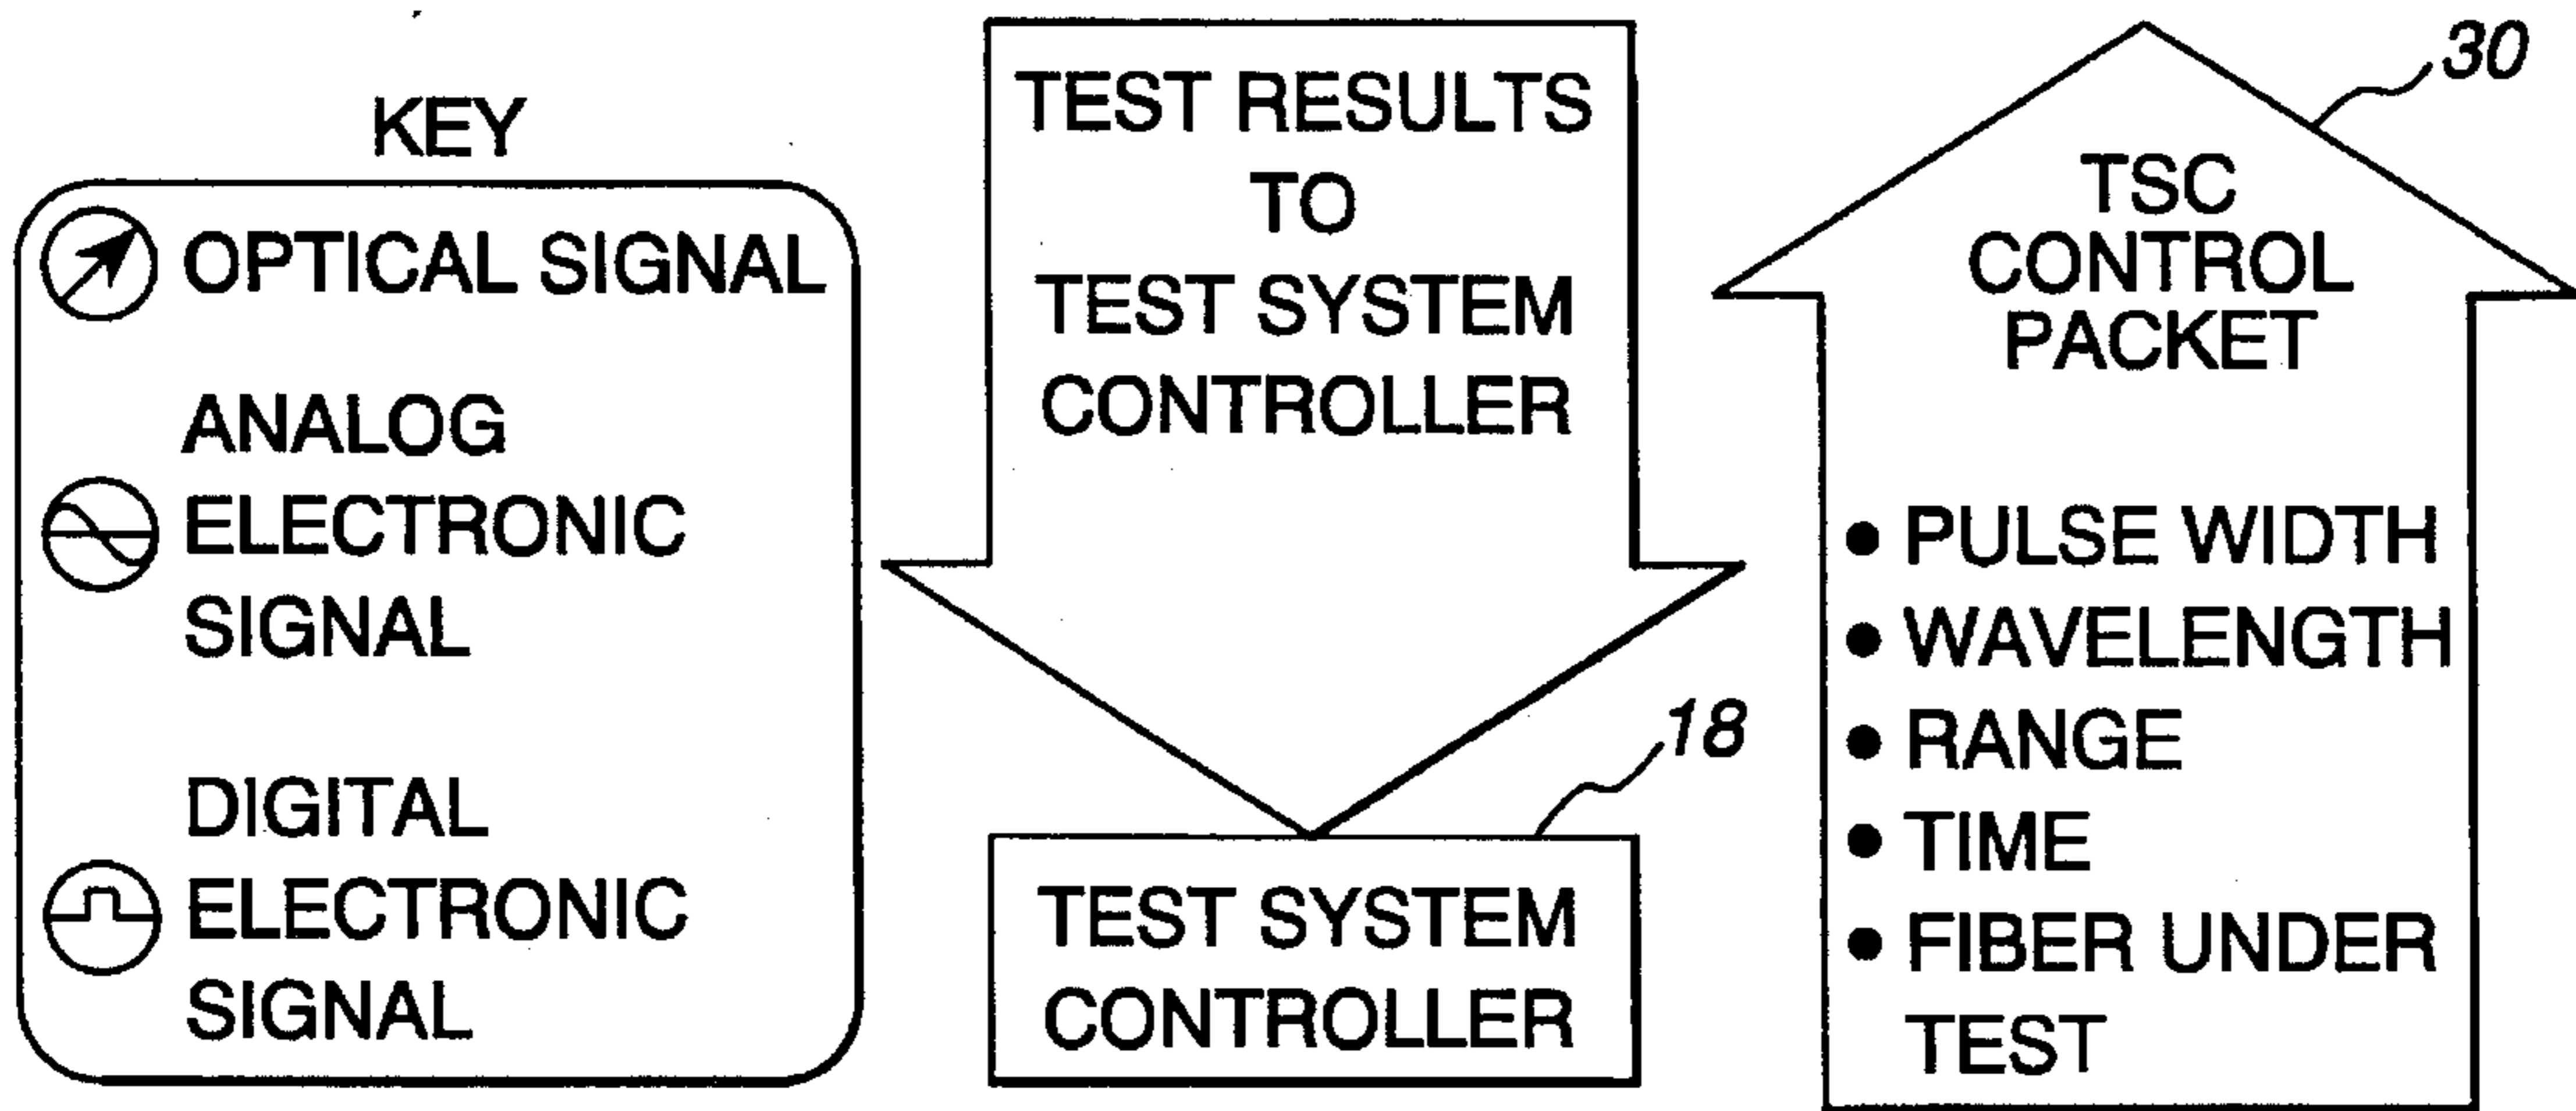 KEY
OPTICAL SIGNAL
ANALOG
ELECTRONIC
SIGNAL
DIGITAL
ELECTRONIC
SIGNAL
TEST RESULTS
TO
TEST SYSTEM
CONTROLLER
18
TEST SYSTEM
CONTROLLER
30
TSC
CONTROL
PACKET
• PULSE WIDTH
• WAVELENGTH
• RANGE
• TIME
• FIBER UNDER
TEST